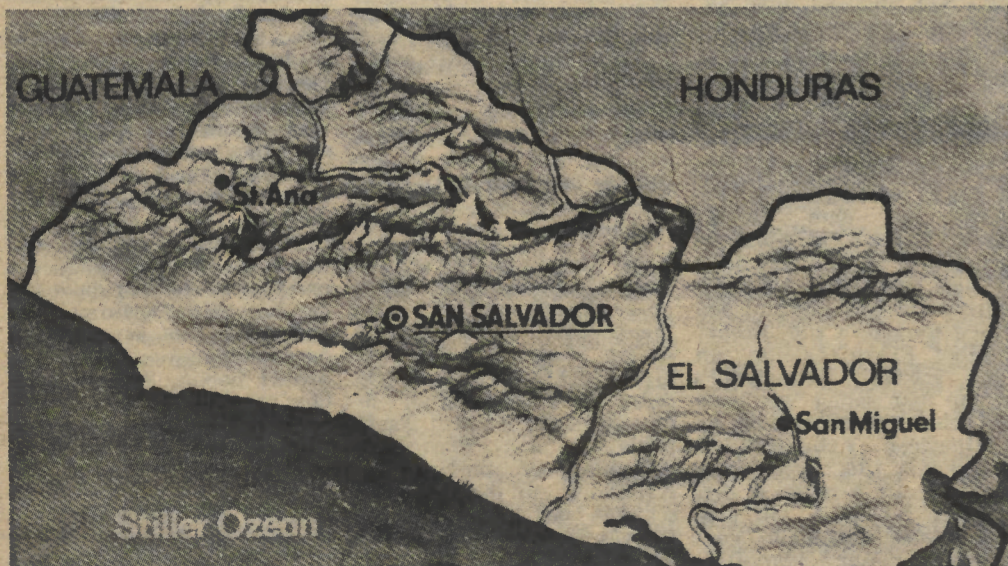 GUATEMALA
HONDURAS
St. Ana
SAN SALVADOR
EL SALVADOR
San Miguel
Stiller Ozean